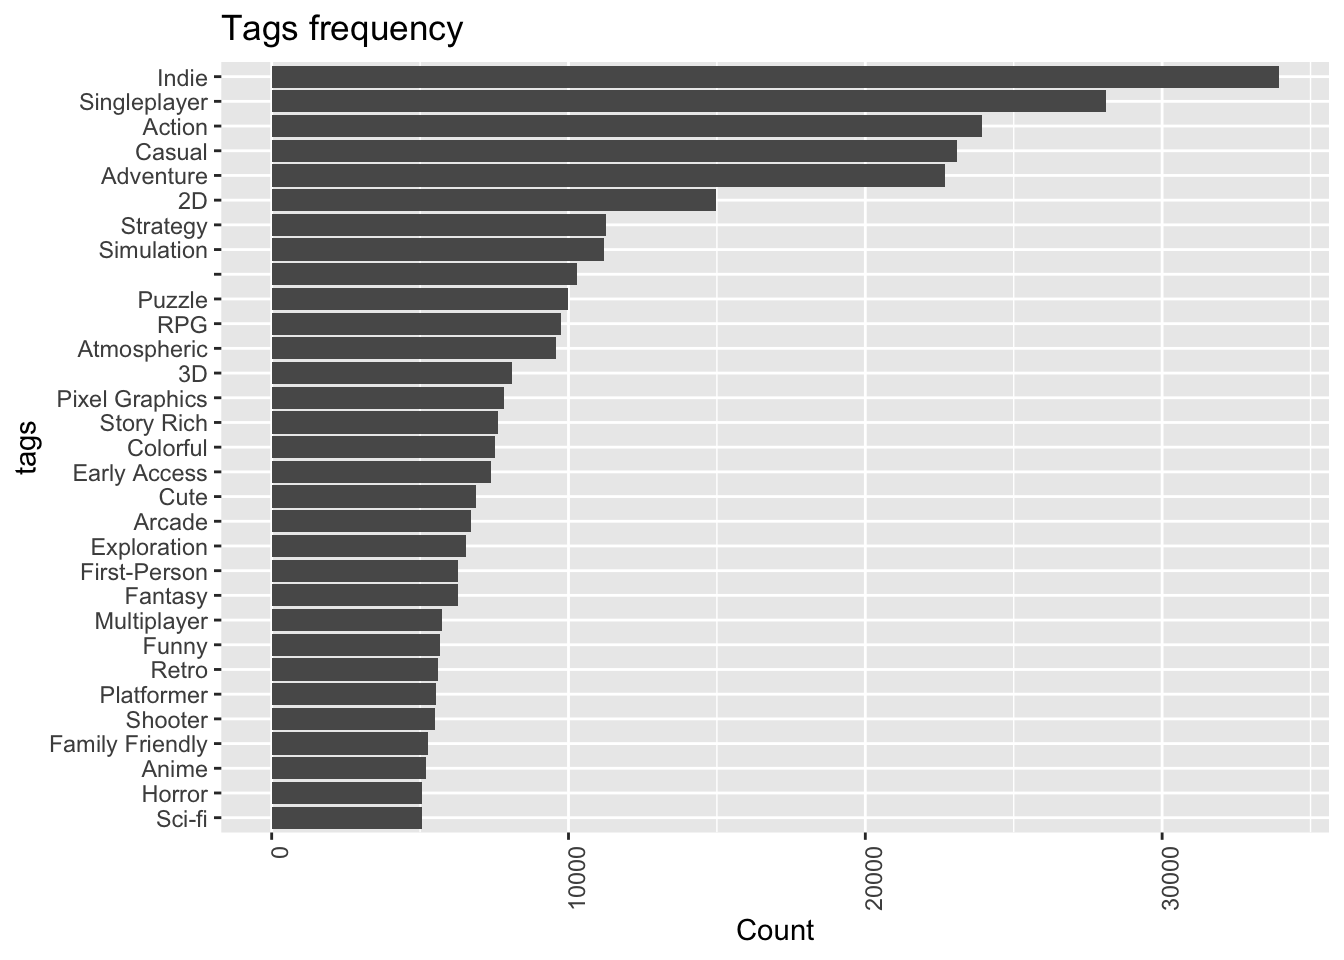 Tags frequency
Indie
Singleplayer
Action
Casual
Adventure
2D
Strategy
Simulation
Puzzle
RPG
Atmospheric
3D
Pixel Graphics
Story Rich
Colorful
Early Access
Cute
Arcade
Exploration
First-Person
Fantasy
Multiplayer
Funny
Retro
Platformer
Shooter
Family Friendly
Anime
Horror
Sci-fi
tags
0
10000
20000
30000
Count